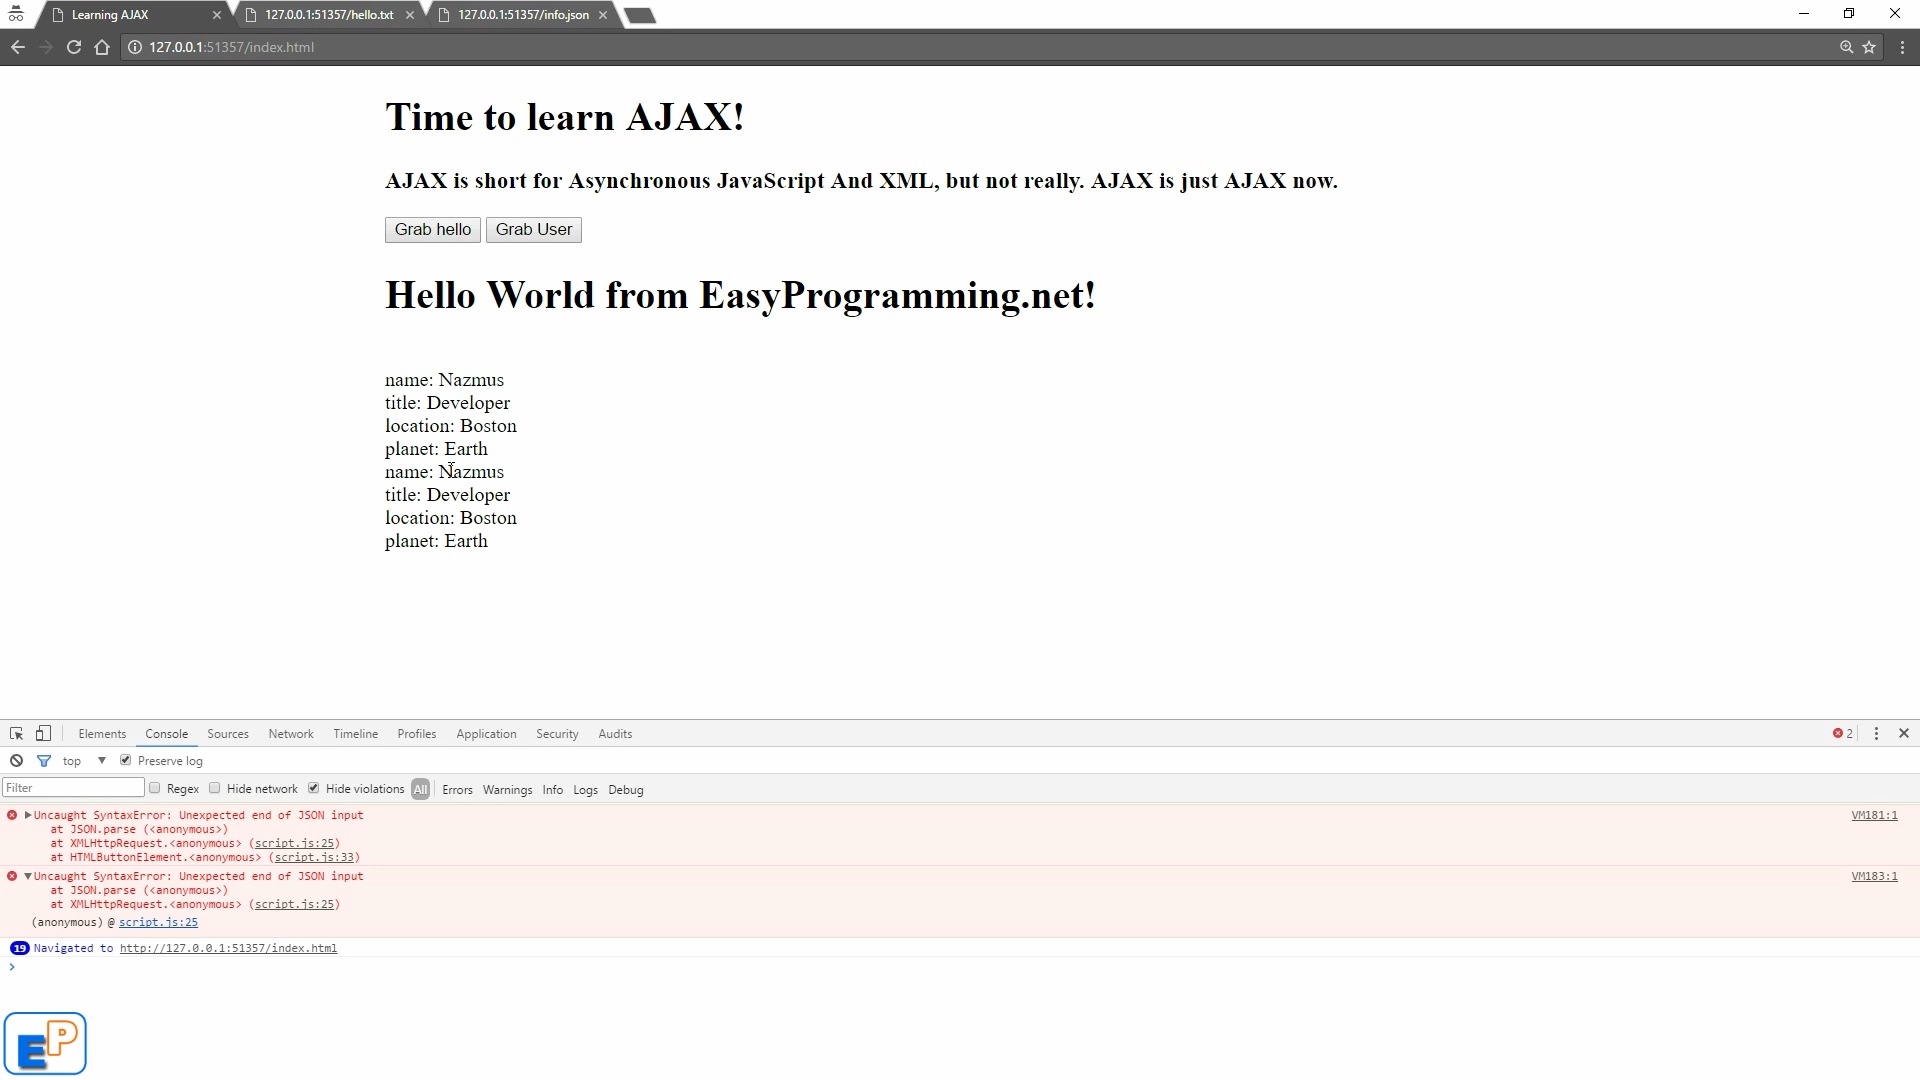 Learning AJAX
127.0.0.1:51357/hello.txt
127.0.0.1:51357/info.json
127.0.0.1:51357/index.html
Time to learn AJAX!
AJAX is short for Asynchronous JavaScript And XML, but not really. AJAX is just AJAX now.
Grab hello Grab User
Hello World from EasyProgramming.net!
name: Nazmus
title: Developer
location: Boston
planet: Earth
name: Nazmus
title: Developer
location: Boston
planet: Earth
Elements Console Sources Network Timeline Profiles Application Security Audits 2
top Preserve log
Filter Regex Hide network Hide violations All Errors Warnings Info Logs Debug
Uncaught SyntaxError: Unexpected end of JSON input VM181:1
at JSON.parse (<anonymous>)
at XMLHttpRequest.<anonymous> (script.js:25)
at HTMLButtonElement.<anonymous> (script.js:33)
Uncaught SyntaxError: Unexpected end of JSON input VM183:1
at JSON.parse (<anonymous>)
at XMLHttpRequest.<anonymous> (script.js:25)
(anonymous) @ script.js:25
19 Navigated to http://127.0.0.1:51357/index.html
EP